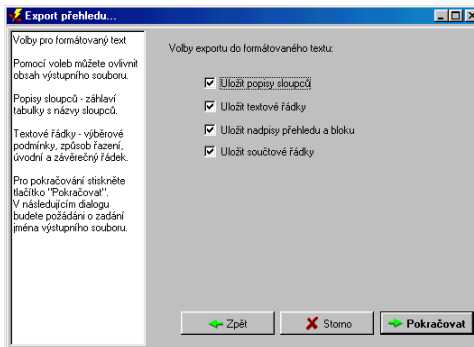 Export přehledu...
Volby pro formátovaný text
Pomocí voleb můžete ovlivnit
obsah výstupního souboru.
Popisy sloupců - záhlaví
tabulky s názvy sloupců.
Textové řádky - výběrové
podmínky, způsob řazení,
úvodní a závěrečný řádek.
Pro pokračování stiskněte
tlačítko "Pokračovat".
V následujícím dialogu
budete požádáni o zadání
jména výstupního souboru.
Volby exportu do formátovaného textu:
Uložit popisy sloupců
Uložit textové řádky
Uložit nadpisy přehledu a bloku
Uložit součtové řádky
Zpět
Storno
Pokračovat